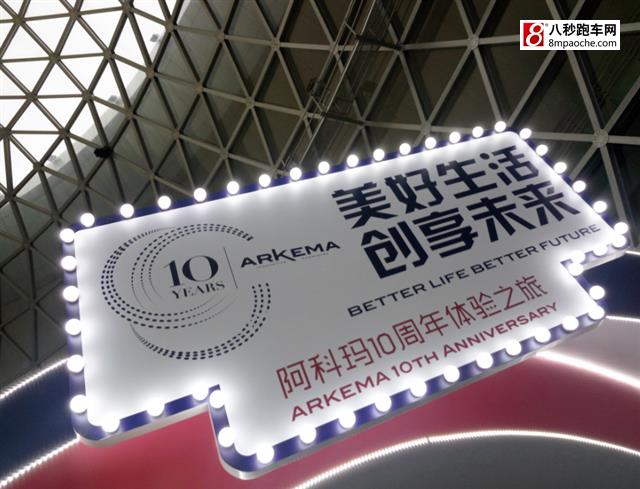 8 八秒跑车网
8mpaoche.com
10
YEARS
ARKEMA
美好生活
创享未来
BETTER LIFE BETTER FUTURE
阿科玛10周年体验之旅
ARKEMA 10TH ANNIVERSARY